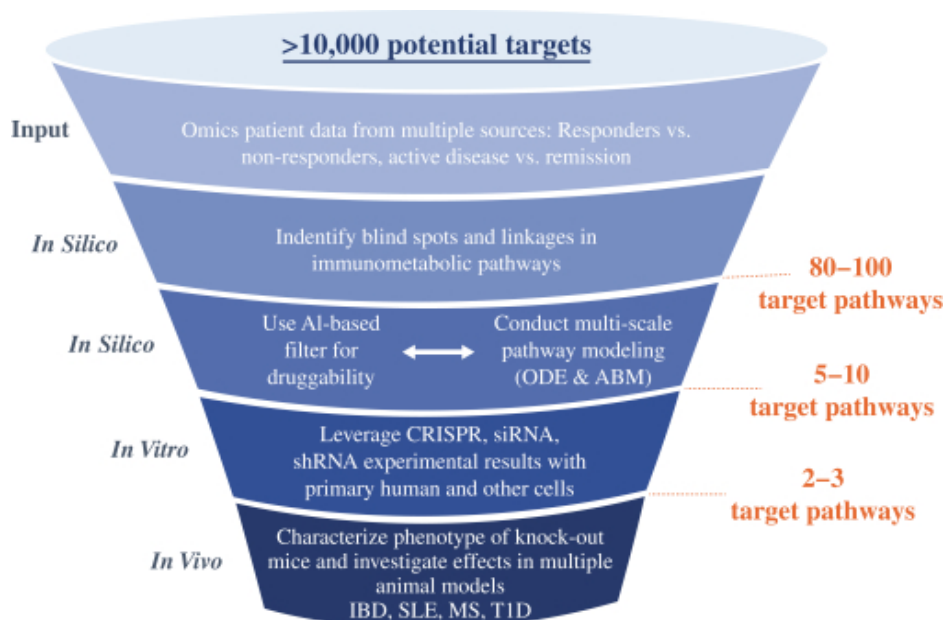 >10,000 potential targets
Input
Omics patient data from multiple sources: Responders vs.
non-responders, active disease vs. remission
In Silico
Indentify blind spots and linkages in
immunometabolic pathways
80–100
target pathways
In Silico
Use AI-based
filter for
druggability
Conduct multi-scale
pathway modeling
(ODE & ABM)
5–10
target pathways
In Vitro
Leverage CRISPR, siRNA,
shRNA experimental results with
primary human and other cells
2–3
target pathways
In Vivo
Characterize phenotype of knock-out
mice and investigate effects in multiple
animal models
IBD, SLE, MS, T1D